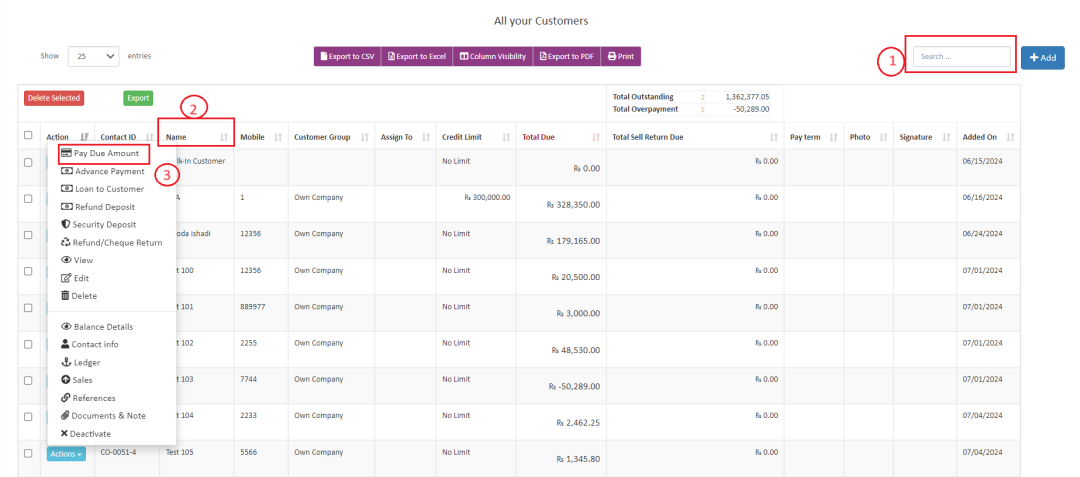 All your Customers
Show 25 entries Export to CSV Export to Excel Column Visibility Export to PDF Print 1 Search ... Add
Delete Selected Export Total Outstanding : 1,362,377.05
Total Overpayment : -50,289.00
2
Action Contact ID Name Mobile Customer Group Assign To Credit Limit Total Due Total Sell Return Due Pay term Photo Signature Added On
Pay Due Amount
Advance Payment
Loan to Customer
Refund Deposit
Security Deposit
Refund/Cheque Return
View
Edit
Delete
Balance Details
Contact Info
Ledger
Sales
References
Documents & Note
Deactivate
3
lk-In Customer No Limit Rs 0.00 Rs 0.00 06/15/2024
A 1 Own Company Rs 300,000.00 Rs 328,350.00 Rs 0.00 06/16/2024
oda ishadi 12356 Own Company No Limit Rs 179,165.00 Rs 0.00 06/24/2024
t 100 12356 Own Company No Limit Rs 20,500.00 Rs 0.00 07/01/2024
t 101 889977 Own Company No Limit Rs 3,000.00 Rs 0.00 07/01/2024
t 102 2255 Own Company No Limit Rs 48,530.00 Rs 0.00 07/01/2024
t 103 7744 Own Company No Limit Rs -50,289.00 Rs 0.00 07/01/2024
t 104 2233 Own Company No Limit Rs 2,462.25 Rs 0.00 07/04/2024
Actions CO-0051-4 Test 105 5566 Own Company No Limit Rs 1,345.80 Rs 0.00 07/04/2024